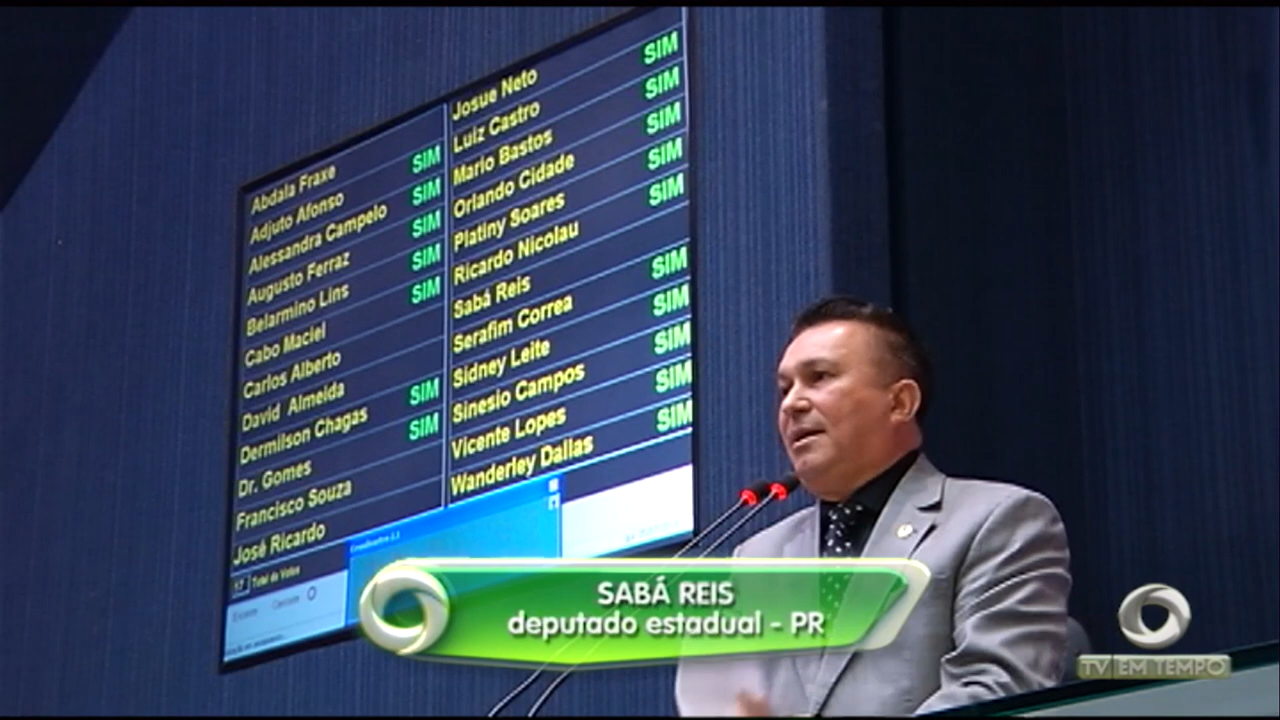 Abdala Fraxe SIM
Adjuto Afonso SIM
Alessandra Campelo SIM
Augusto Ferraz SIM
Belarmino Lins SIM
Cabo Maciel
Carlos Alberto
David Almeida SIM
Dermilson Chagas SIM
Dr. Gomes
Francisco Souza
José Ricardo
Total de Votos
Josue Neto SIM
Luiz Castro SIM
Mario Bastos SIM
Orlando Cidade SIM
Platiny Soares SIM
Ricardo Nicolau
Sabá Reis SIM
Serafim Correa SIM
Sidney Leite SIM
Sinesio Campos SIM
Vicente Lopes SIM
Wanderley Dallas
SABÁ REIS
deputado estadual - PR
TV EM TEMPO